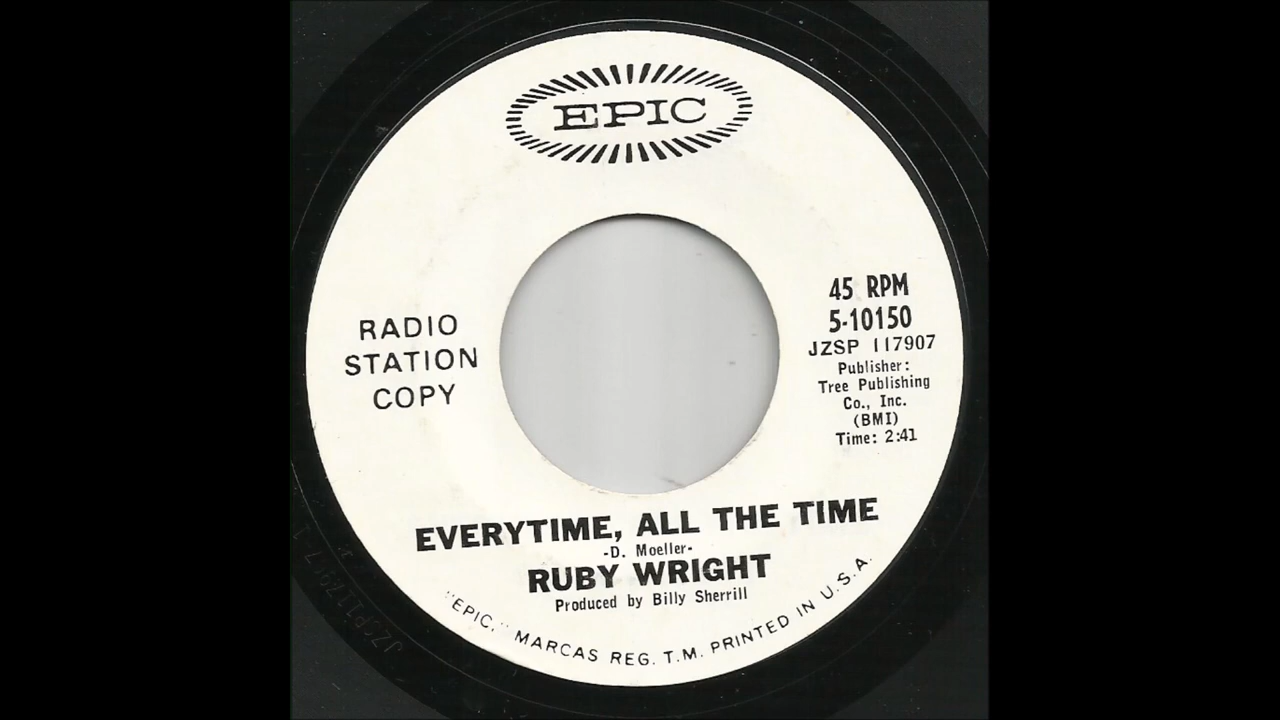 EPIC
RADIO
STATION
COPY
45 RPM
5-10150
JZSP 117907
Publisher:
Tree Publishing
Co., Inc.
(BMI)
Time: 2:41
EVERYTIME, ALL THE TIME
-D. Moeller-
RUBY WRIGHT
Produced by Billy Sherrill
"EPIC," MARCAS REG. T.M. PRINTED IN U.S.A.